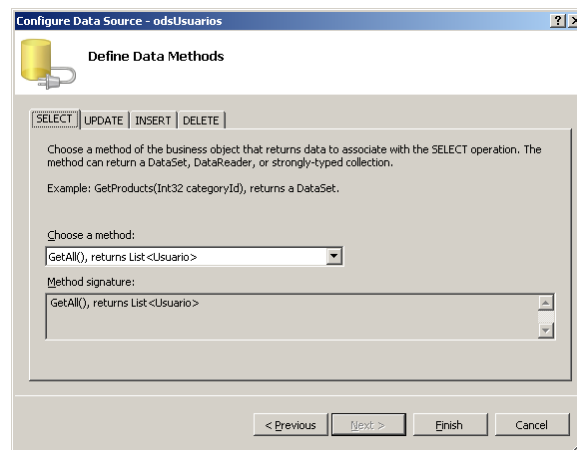 Configure Data Source - odsUsuarios
Define Data Methods
SELECT UPDATE INSERT DELETE
Choose a method of the business object that returns data to associate with the SELECT operation. The
method can return a DataSet, DataReader, or strongly-typed collection.
Example: GetProducts(Int32 categoryId), returns a DataSet.
Choose a method:
GetAll(), returns List<Usuario>
Method signature:
GetAll(), returns List<Usuario>
< Previous Next > Finish Cancel